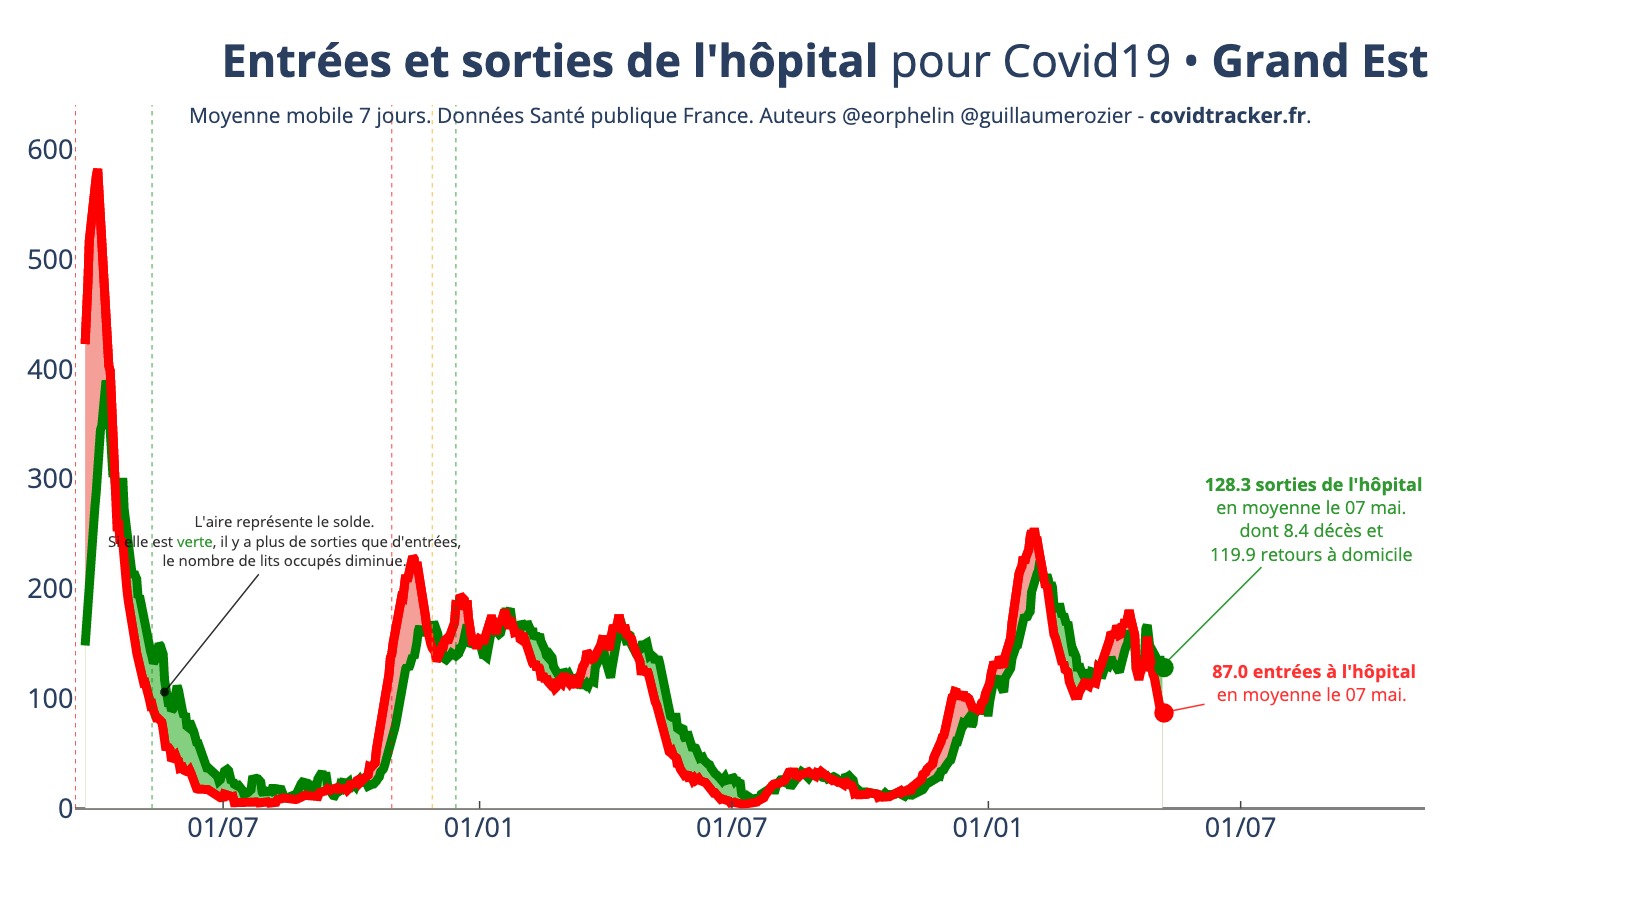 Entrées et sorties de l'hôpital pour Covid19 • Grand Est
Moyenne mobile 7 jours. Données Santé publique France. Auteurs @eorphelin @guillaumerozier - covidtracker.fr.
600
500
400
300
200
100
0
L'aire représente le solde.
Si elle est verte, il y a plus de sorties que d'entrées,
le nombre de lits occupés diminue.
128.3 sorties de l'hôpital
en moyenne le 07 mai.
dont 8.4 décès et
119.9 retours à domicile
87.0 entrées à l'hôpital
en moyenne le 07 mai.
01/07 01/01 01/07 01/01 01/07